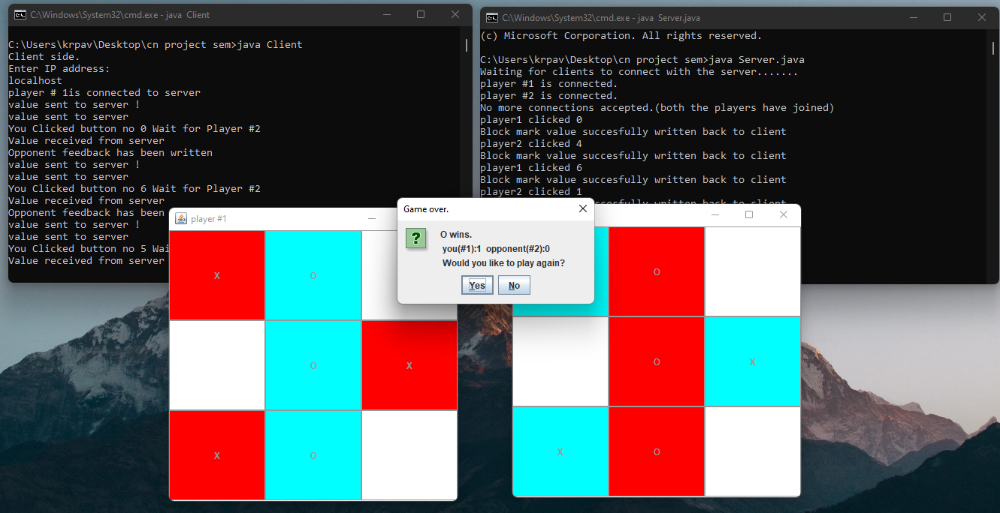 C:\Windows\System32\cmd.exe - java Client
C:\Users\krpav\Desktop\cn project sem>java Client
Client side.
Enter IP address:
localhost
player # 1is connected to server
value sent to server !
value sent to server
You Clicked button no 0 Wait for Player #2
Value received from server
Opponent feedback has been written
value sent to server !
value sent to server
You Clicked button no 6 Wait for Player #2
Value received from server
Opponent feedback has been
value sent to server !
value sent to server
You Clicked button no 5
Value received from server
C:\Windows\System32\cmd.exe - java Server.java
(c) Microsoft Corporation. All rights reserved.
C:\Users\krpav\Desktop\cn project sem>java Server.java
Waiting for clients to connect with the server.......
player #1 is connected.
player #2 is connected.
No more connections accepted.(both the players have joined)
player1 clicked 0
Block mark value succesfully written back to client
player2 clicked 4
Block mark value succesfully written back to client
player1 clicked 6
Block mark value succesfully written back to client
player2 clicked 1
player #1
X O
O X
X O
Game over.
?
O wins.
you(#1):1 opponent(#2):0
Would you like to play again?
Yes No
O
O X
X O